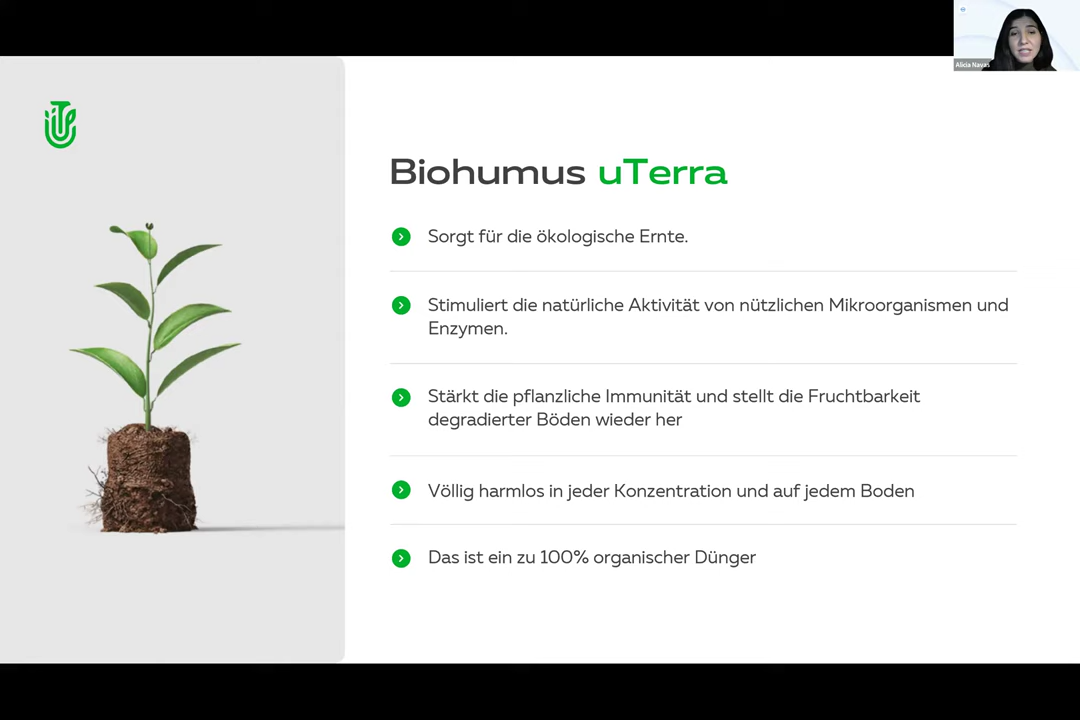 Alicia Navas
Biohumus uTerra
Sorgt für die ökologische Ernte.
Stimuliert die natürliche Aktivität von nützlichen Mikroorganismen und
Enzymen.
Stärkt die pflanzliche Immunität und stellt die Fruchtbarkeit
degradierter Böden wieder her
Völlig harmlos in jeder Konzentration und auf jedem Boden
Das ist ein zu 100% organischer Dünger